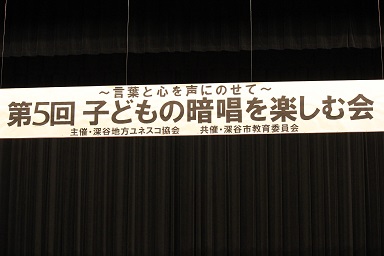 ～言葉と心を声にのせて～
第5回 子どもの暗唱を楽しむ会
主催・深谷地方ユネスコ協会　共催・深谷市教育委員会